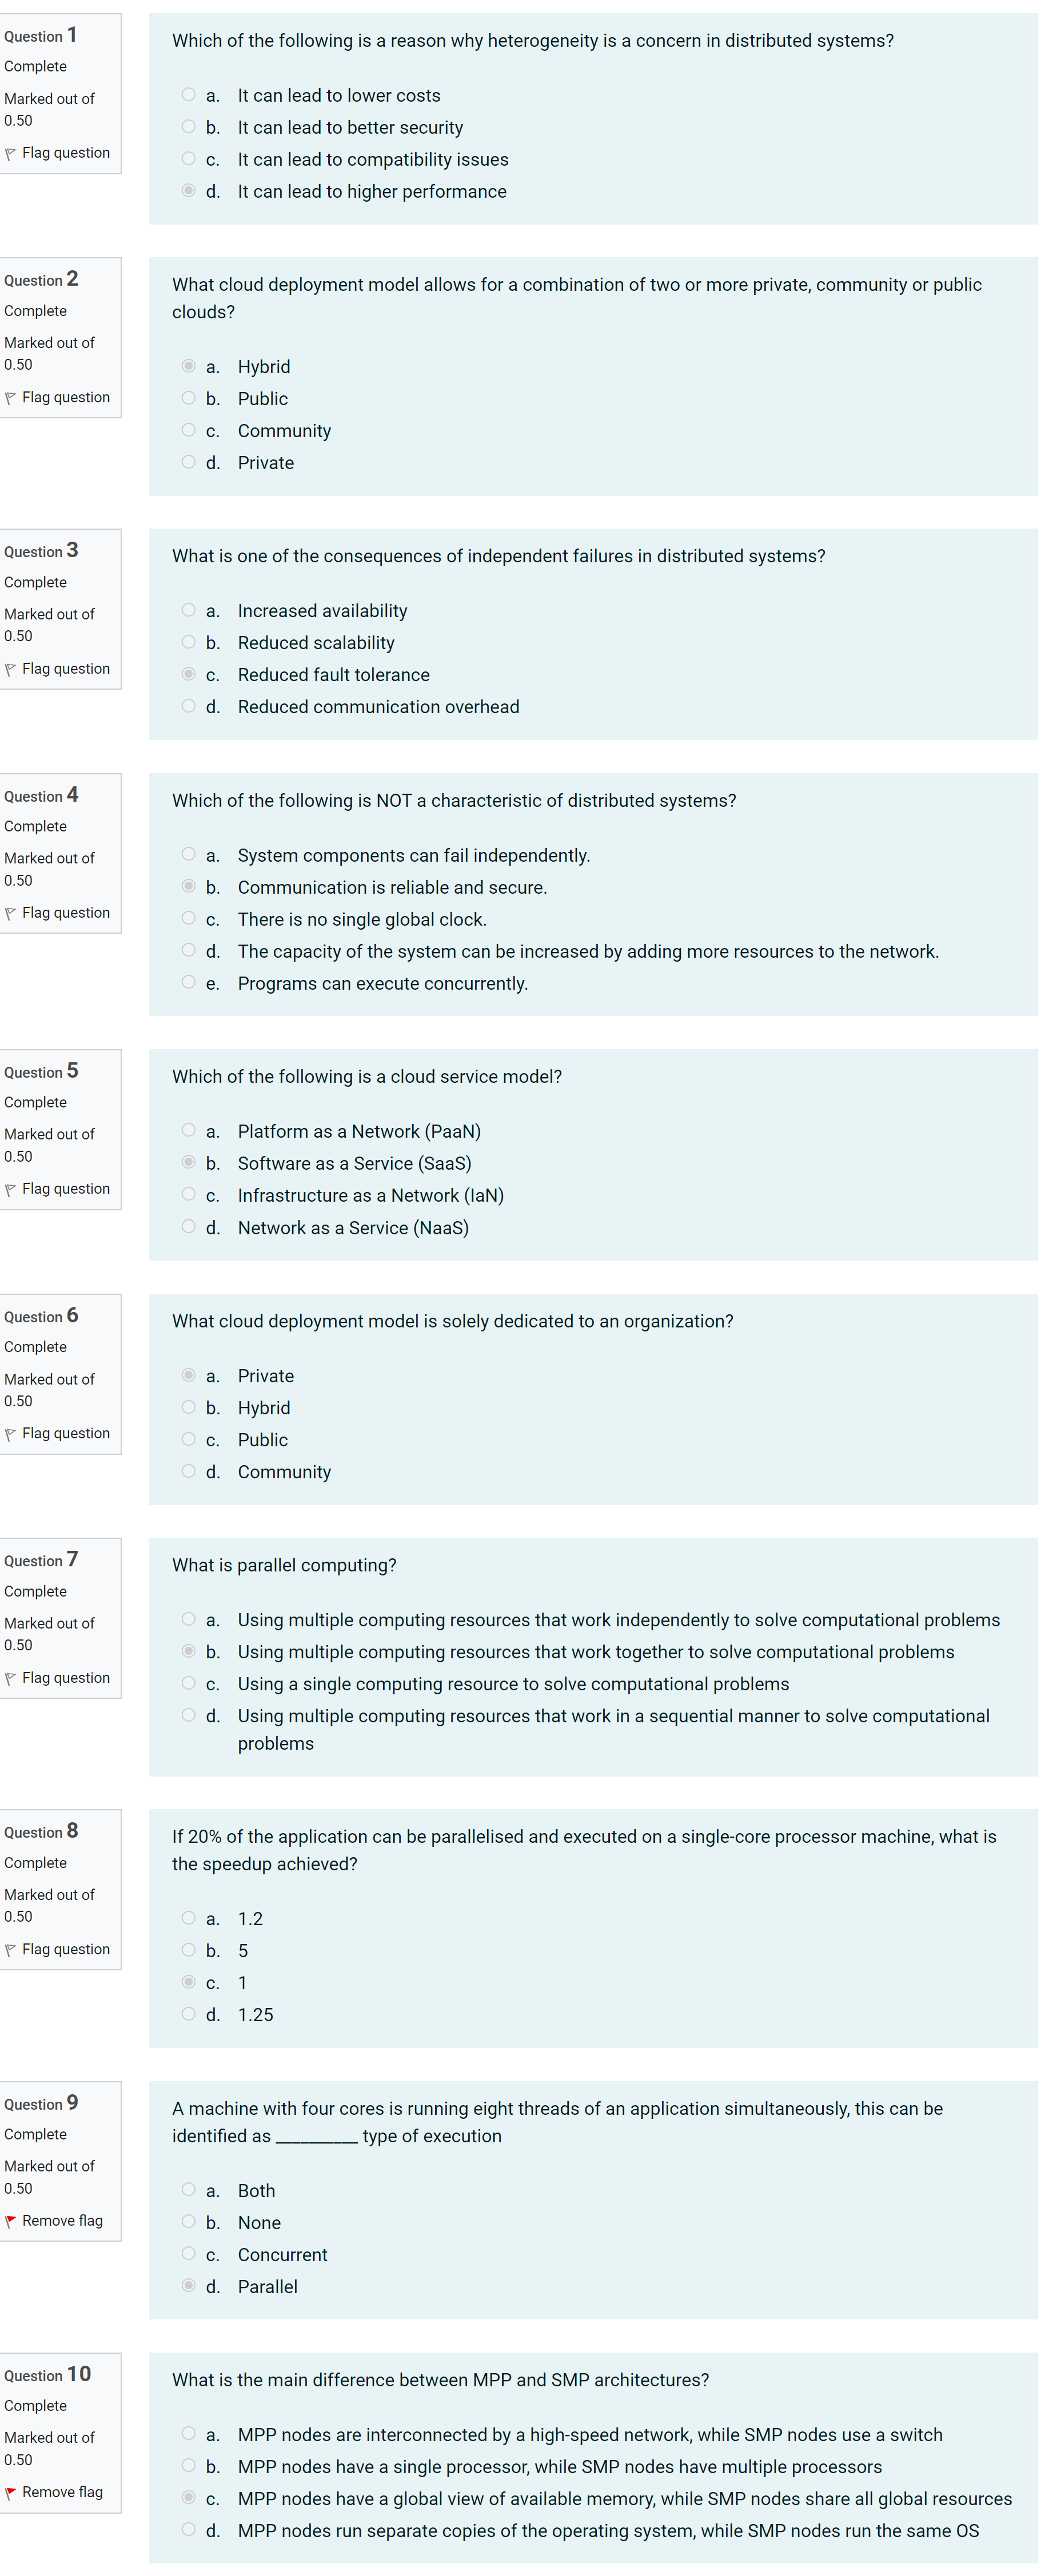 Question 1
Complete
Marked out of
0.50
Flag question
Which of the following is a reason why heterogeneity is a concern in distributed systems?
a. It can lead to lower costs
b. It can lead to better security
c. It can lead to compatibility issues
d. It can lead to higher performance
Question 2
Complete
Marked out of
0.50
Flag question
What cloud deployment model allows for a combination of two or more private, community or public
clouds?
a. Hybrid
b. Public
c. Community
d. Private
Question 3
Complete
Marked out of
0.50
Flag question
What is one of the consequences of independent failures in distributed systems?
a. Increased availability
b. Reduced scalability
c. Reduced fault tolerance
d. Reduced communication overhead
Question 4
Complete
Marked out of
0.50
Flag question
Which of the following is NOT a characteristic of distributed systems?
a. System components can fail independently.
b. Communication is reliable and secure.
c. There is no single global clock.
d. The capacity of the system can be increased by adding more resources to the network.
e. Programs can execute concurrently.
Question 5
Complete
Marked out of
0.50
Flag question
Which of the following is a cloud service model?
a. Platform as a Network (PaaN)
b. Software as a Service (SaaS)
c. Infrastructure as a Network (IaN)
d. Network as a Service (NaaS)
Question 6
Complete
Marked out of
0.50
Flag question
What cloud deployment model is solely dedicated to an organization?
a. Private
b. Hybrid
c. Public
d. Community
Question 7
Complete
Marked out of
0.50
Flag question
What is parallel computing?
a. Using multiple computing resources that work independently to solve computational problems
b. Using multiple computing resources that work together to solve computational problems
c. Using a single computing resource to solve computational problems
d. Using multiple computing resources that work in a sequential manner to solve computational
problems
Question 8
Complete
Marked out of
0.50
Flag question
If 20% of the application can be parallelised and executed on a single-core processor machine, what is
the speedup achieved?
a. 1.2
b. 5
c. 1
d. 1.25
Question 9
Complete
Marked out of
0.50
Remove flag
A machine with four cores is running eight threads of an application simultaneously, this can be
identified as _________ type of execution
a. Both
b. None
c. Concurrent
d. Parallel
Question 10
Complete
Marked out of
0.50
Remove flag
What is the main difference between MPP and SMP architectures?
a. MPP nodes are interconnected by a high-speed network, while SMP nodes use a switch
b. MPP nodes have a single processor, while SMP nodes have multiple processors
c. MPP nodes have a global view of available memory, while SMP nodes share all global resources
d. MPP nodes run separate copies of the operating system, while SMP nodes run the same OS